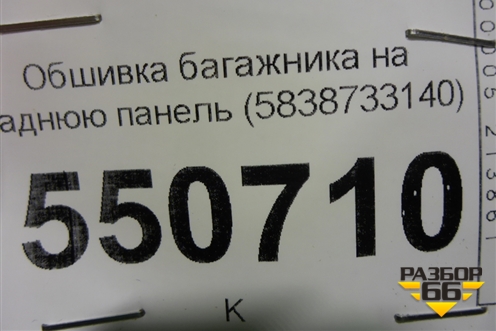 Обшивка багажника на
аднюю панель (5838733140)
550710
К
РАЗБОР
66